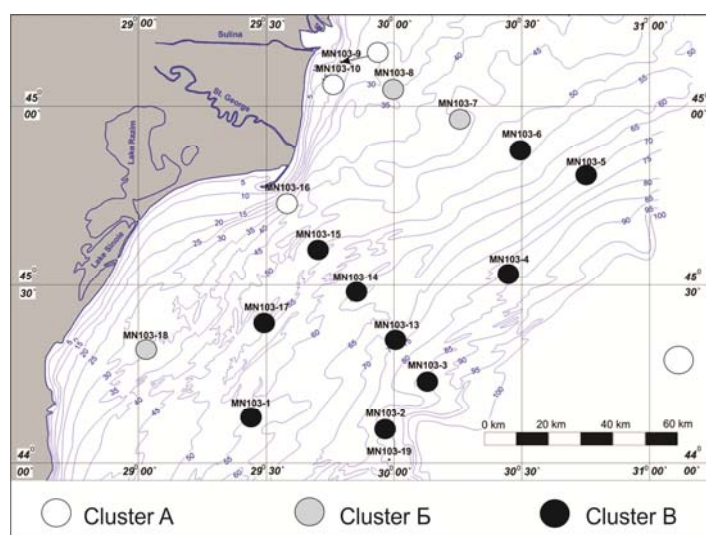 29° 00' 29° 30' 30° 00' 30° 30' 31° 00'
Sulina
MN103-9
MN103-10
MN103-8
St. George
MN103-7
45° 00' 45° 00'
Lake Razim
MN103-6
MN103-5
MN103-16
Lake Sinoie
MN103-15
MN103-4
MN103-14
45° 30' 45° 30'
MN103-17
MN103-13
MN103-18
MN103-3
MN103-1
MN103-2
0 km 20 km 40 km 60 km
MN103-19
44° 00' 44° 00'
29° 00' 29° 30' 30° 00' 30° 30' 31° 00'
Cluster A Cluster Б Cluster B